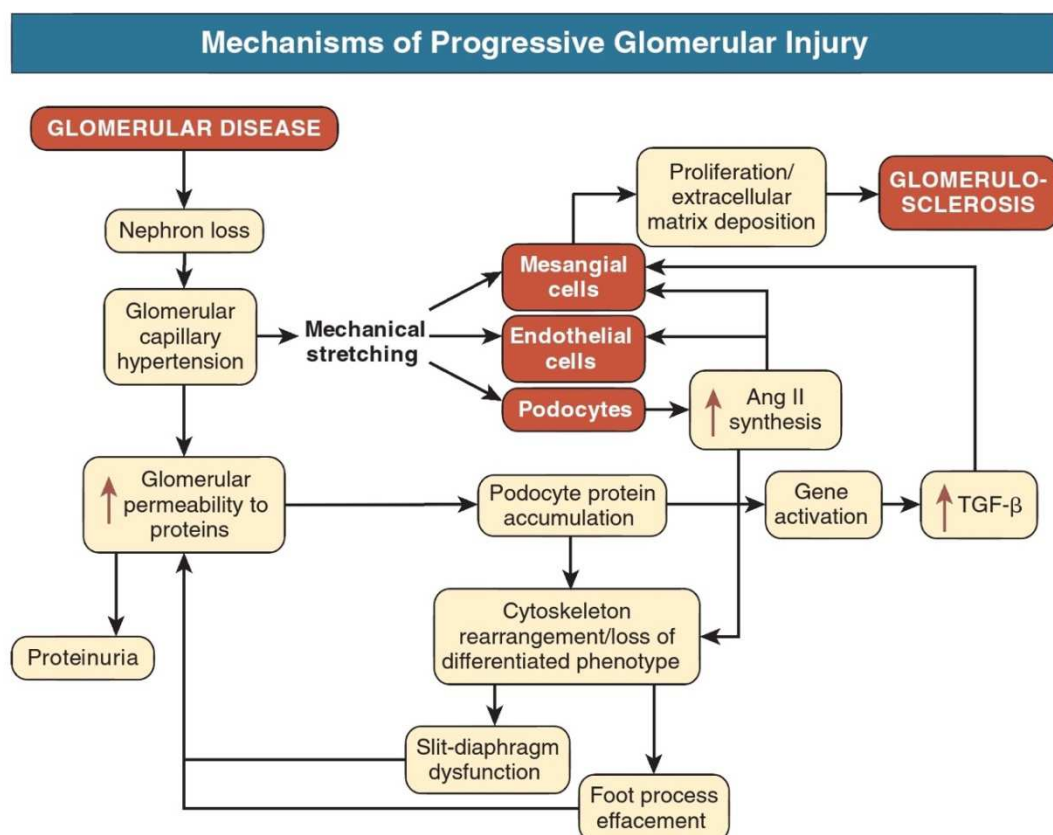 Mechanisms of Progressive Glomerular Injury
GLOMERULAR DISEASE
Nephron loss
Glomerular
capillary
hypertension
Mechanical
stretching
Mesangial
cells
Endothelial
cells
Podocytes
Proliferation/
extracellular
matrix deposition
GLOMERULO-
SCLEROSIS
Ang II
synthesis
Glomerular
permeability to
proteins
Podocyte protein
accumulation
Gene
activation
TGF-β
Proteinuria
Cytoskeleton
rearrangement/loss of
differentiated phenotype
Slit-diaphragm
dysfunction
Foot process
effacement